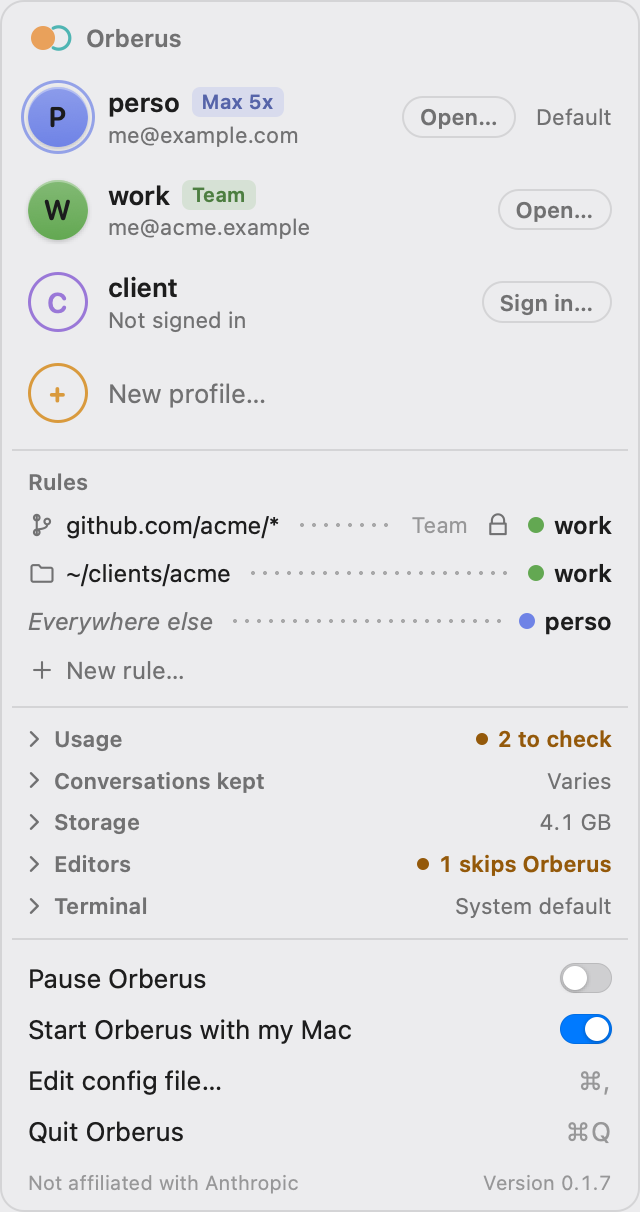 Orberus
P
perso Max 5x
me@example.com
Open...
Default
W
work Team
me@acme.example
Open...
C
client
Not signed in
Sign in...
+
New profile...
Rules
github.com/acme/* Team work
~/clients/acme work
Everywhere else perso
+ New rule...
Usage 2 to check
Conversations kept Varies
Storage 4.1 GB
Editors 1 skips Orberus
Terminal System default
Pause Orberus
Start Orberus with my Mac
Edit config file... ⌘,
Quit Orberus ⌘Q
Not affiliated with Anthropic Version 0.1.7